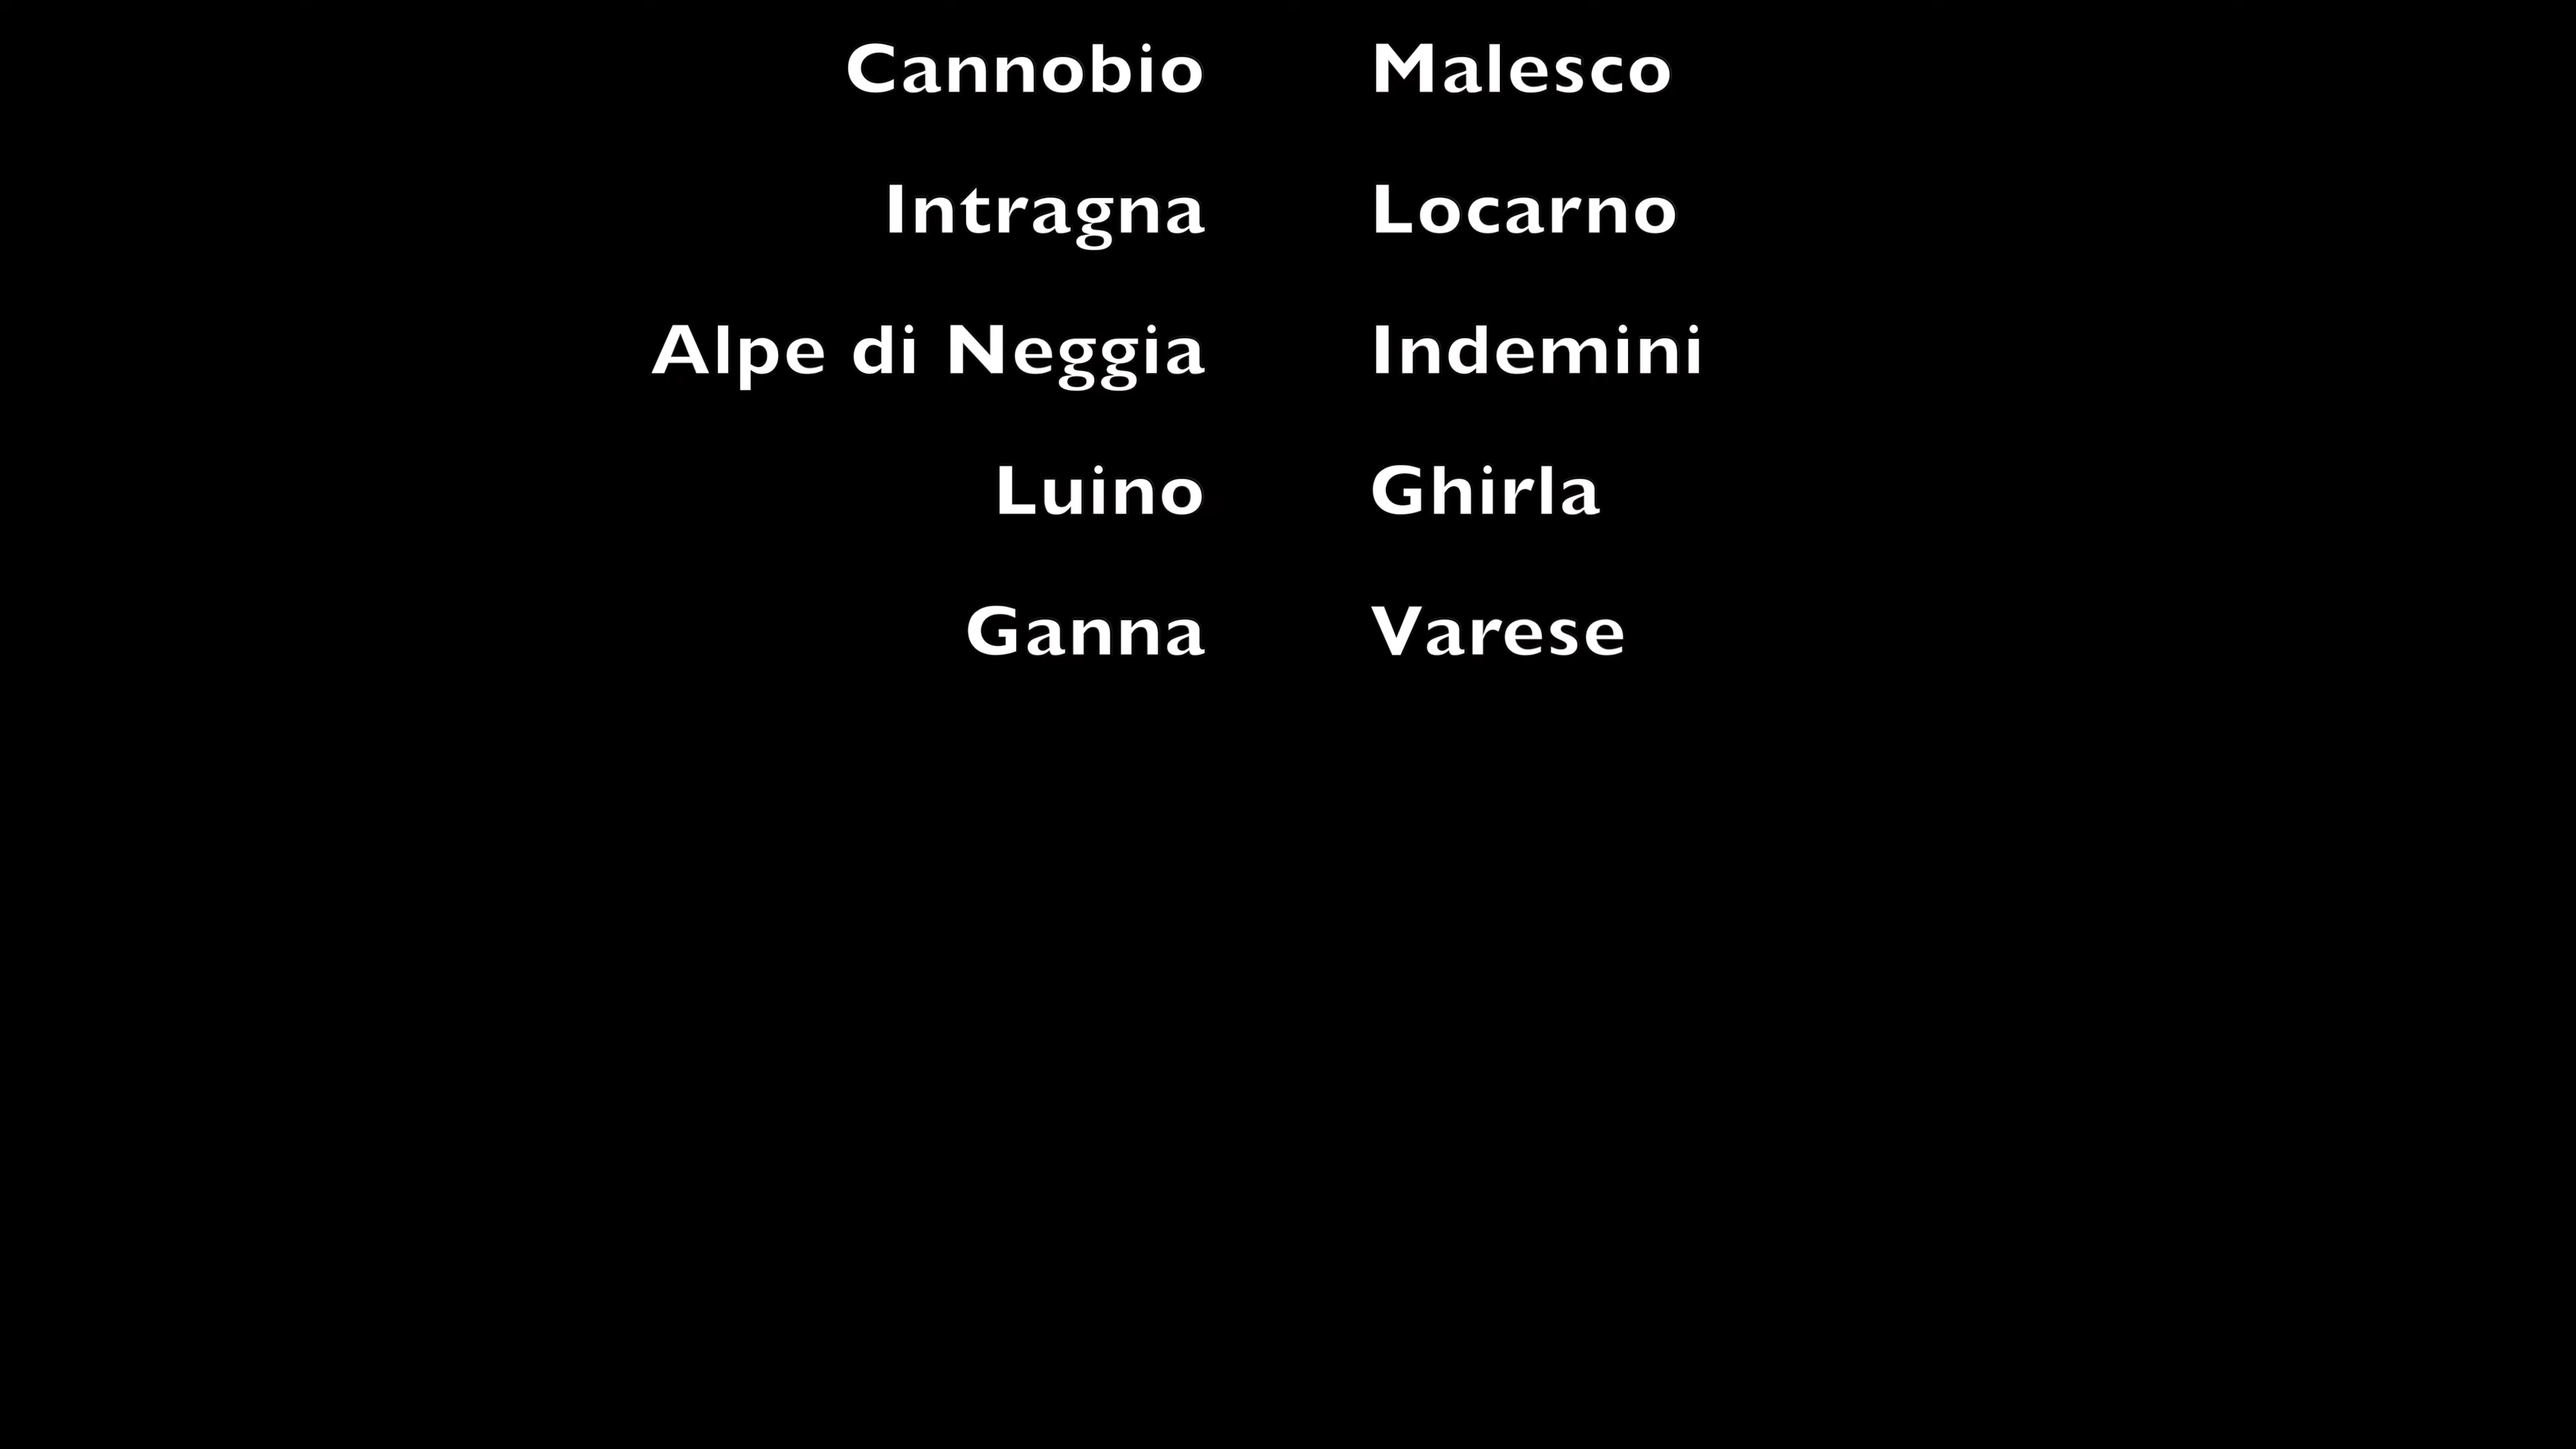 Cannobio Malesco
Intragna Locarno
Alpe di Neggia Indemini
Luino Ghirla
Ganna Varese